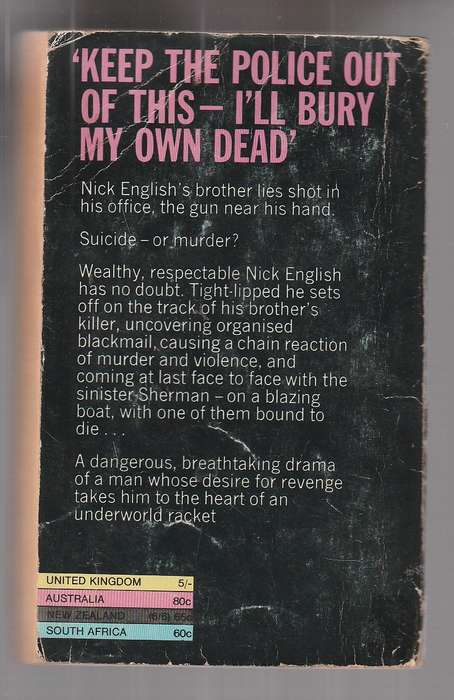 ‘KEEP THE POLICE OUT
OF THIS – I’LL BURY
MY OWN DEAD’
Nick English’s brother lies shot in
his office, the gun near his hand.
Suicide – or murder?
Wealthy, respectable Nick English
has no doubt. Tight-lipped he sets
off on the track of his brother’s
killer, uncovering organised
blackmail, causing a chain reaction
of murder and violence, and
coming at last face to face with the
sinister Sherman – on a blazing
boat, with one of them bound to
die . . .
A dangerous, breathtaking drama
of a man whose desire for revenge
takes him to the heart of an
underworld racket
UNITED KINGDOM 5/-
AUSTRALIA 80c
NEW ZEALAND (6/6)
SOUTH AFRICA 60c